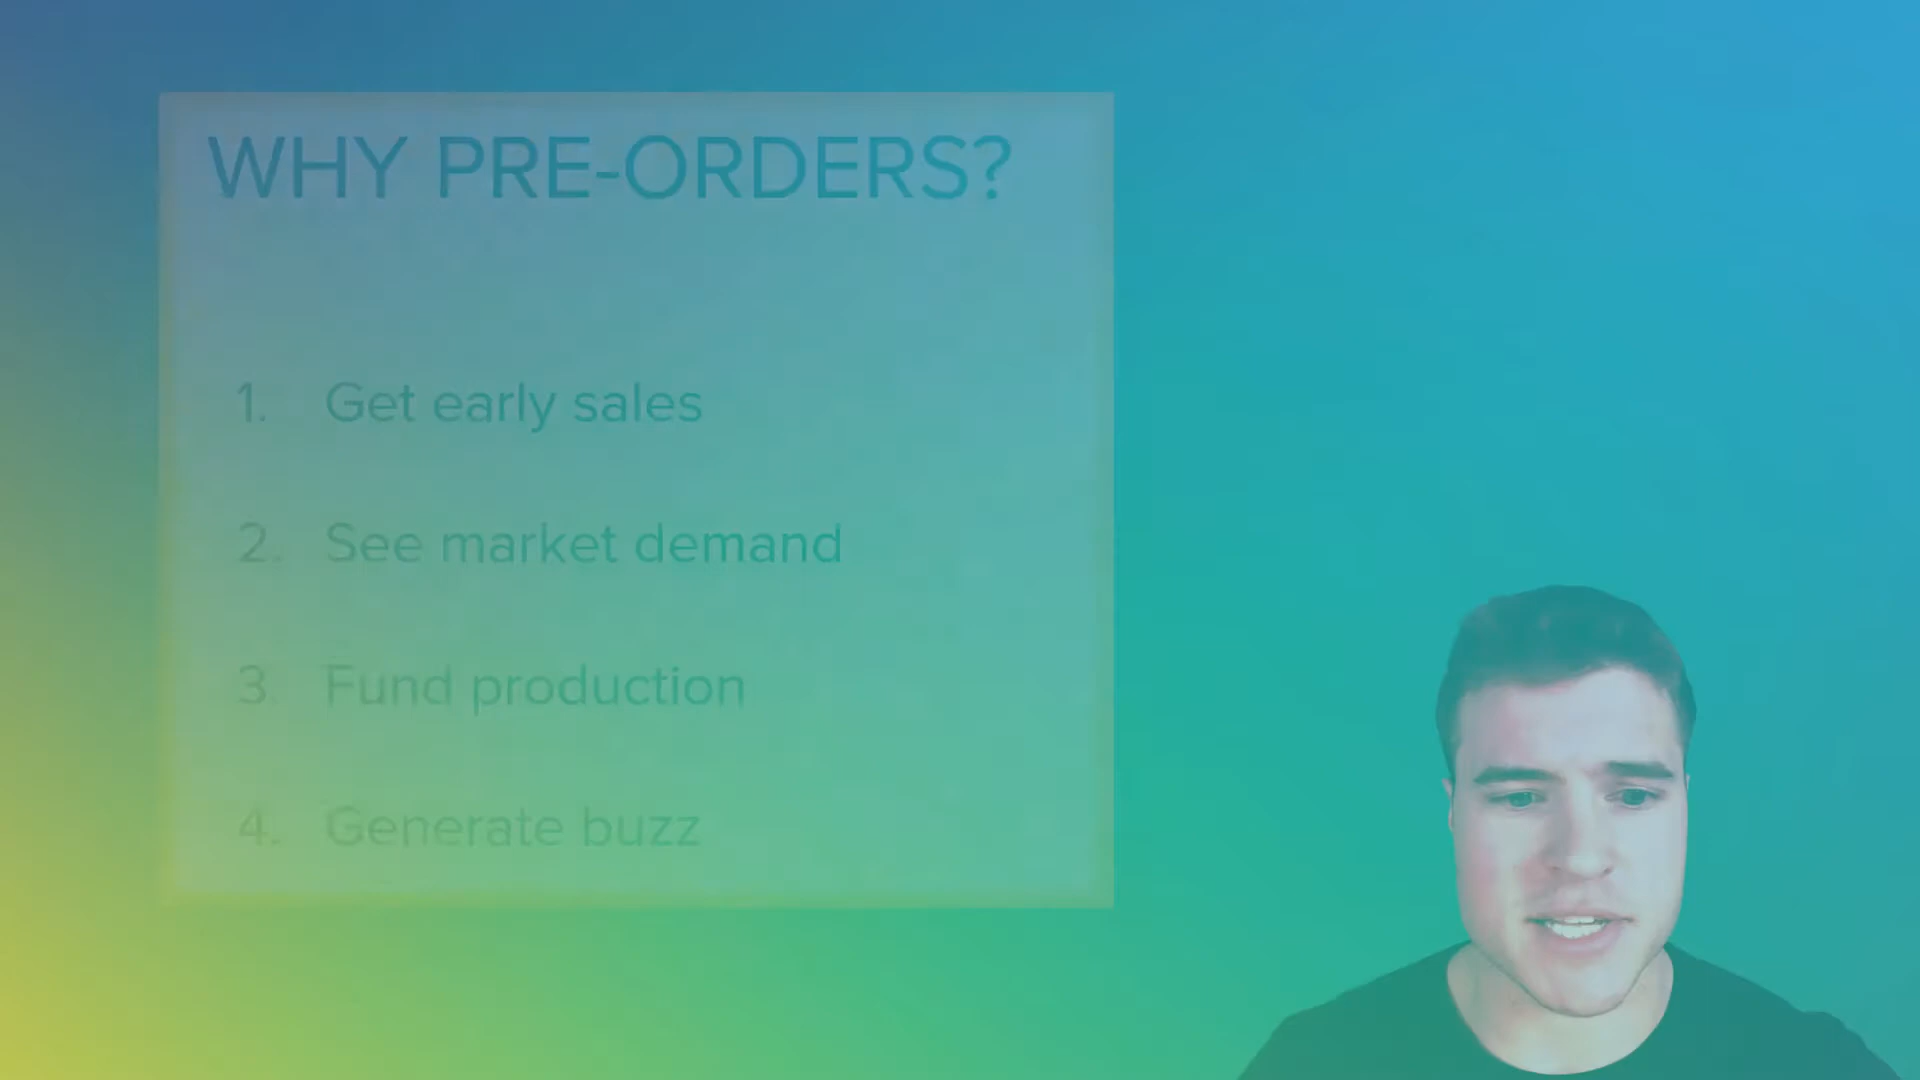 WHY PRE-ORDERS?
1. Get early sales
2. See market demand
3. Fund production
4. Generate buzz